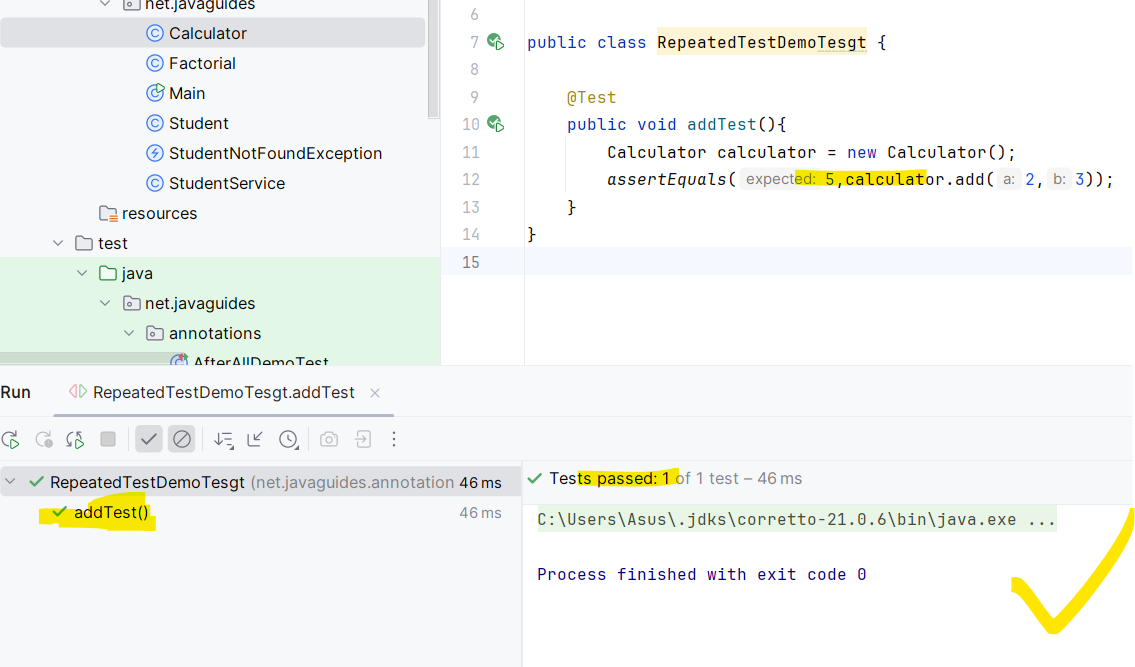 net.javaguides
Calculator
Factorial
Main
Student
StudentNotFoundException
StudentService
resources
test
java
net.javaguides
annotations
AfterAllDemoTest
6
7 public class RepeatedTestDemoTesgt {
8
9 @Test
10 public void addTest(){
11 Calculator calculator = new Calculator();
12 assertEquals( expected: 5,calculator.add( a: 2, b: 3));
13 }
14 }
15
Run RepeatedTestDemoTesgt.addTest
RepeatedTestDemoTesgt (net.javaguides.annotation 46 ms
addTest() 46 ms
Tests passed: 1 of 1 test – 46 ms
C:\Users\Asus\.jdks\corretto-21.0.6\bin\java.exe ...
Process finished with exit code 0